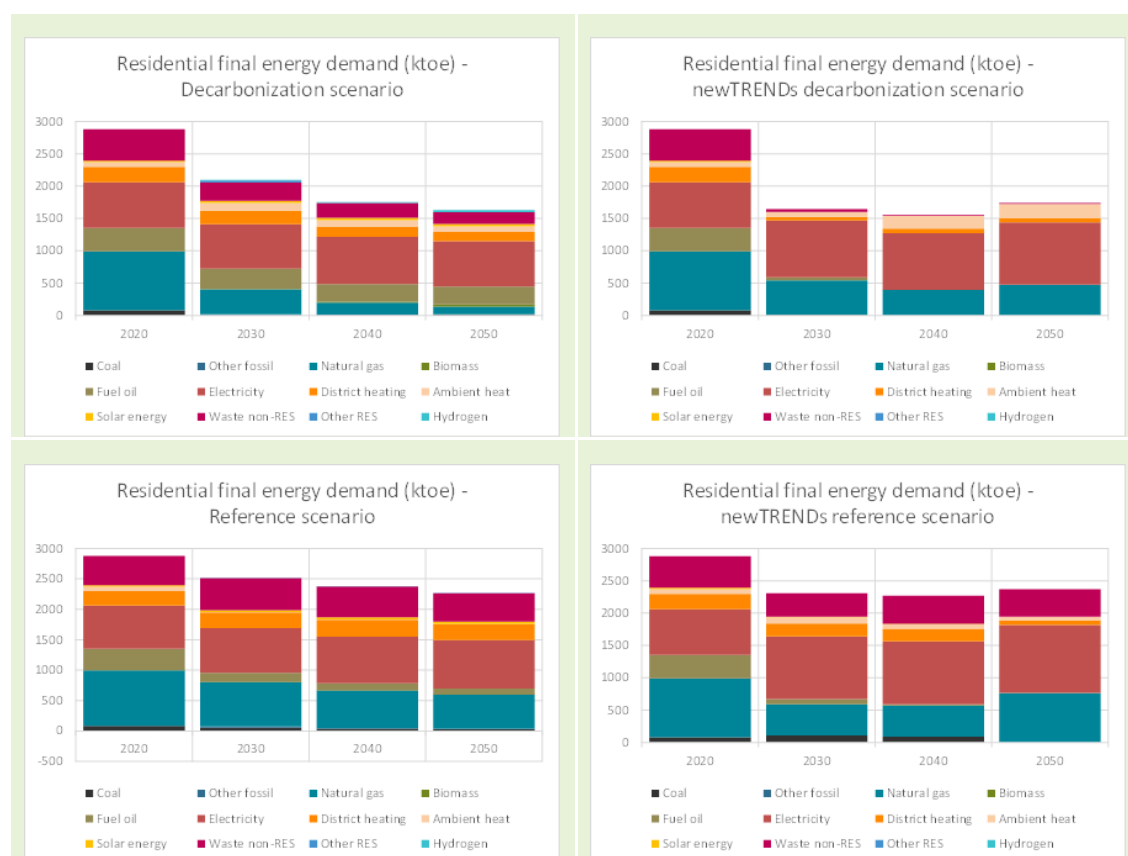 Residential final energy demand (ktoe) -
Decarbonization scenario
3000
2500
2000
1500
1000
500
0
2020 2030 2040 2050
Coal Other fossil Natural gas Biomass
Fuel oil Electricity District heating Ambient heat
Solar energy Waste non-RES Other RES Hydrogen
Residential final energy demand (ktoe) -
newTRENDs decarbonization scenario
3000
2500
2000
1500
1000
500
0
2020 2030 2040 2050
Coal Other fossil Natural gas Biomass
Fuel oil Electricity District heating Ambient heat
Solar energy Waste non-RES Other RES Hydrogen
Residential final energy demand (ktoe) -
Reference scenario
3000
2500
2000
1500
1000
500
0
-500
2020 2030 2040 2050
Coal Other fossil Natural gas Biomass
Fuel oil Electricity District heating Ambient heat
Solar energy Waste non-RES Other RES Hydrogen
Residential final energy demand (ktoe) -
newTRENDs reference scenario
3000
2500
2000
1500
1000
500
0
2020 2030 2040 2050
Coal Other fossil Natural gas Biomass
Fuel oil Electricity District heating Ambient heat
Solar energy Waste non-RES Other RES Hydrogen